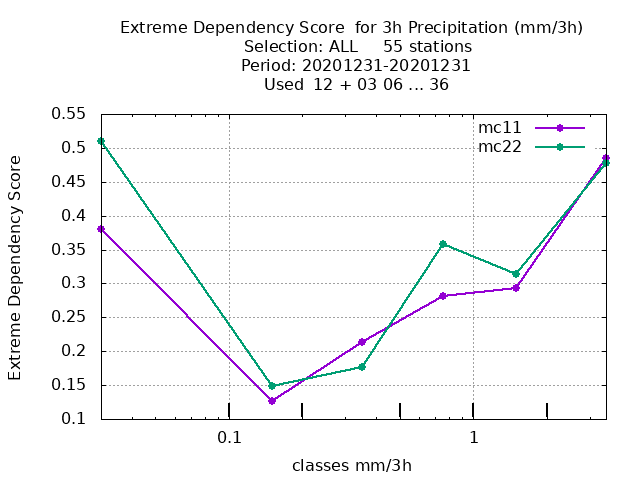 Extreme Dependency Score  for 3h Precipitation (mm/3h)
Selection: ALL     55 stations
Period: 20201231-20201231
Used  12 + 03 06 ... 36
mc11
mc22
Extreme Dependency Score
0.55
0.5
0.45
0.4
0.35
0.3
0.25
0.2
0.15
0.1
0.1 1
classes mm/3h